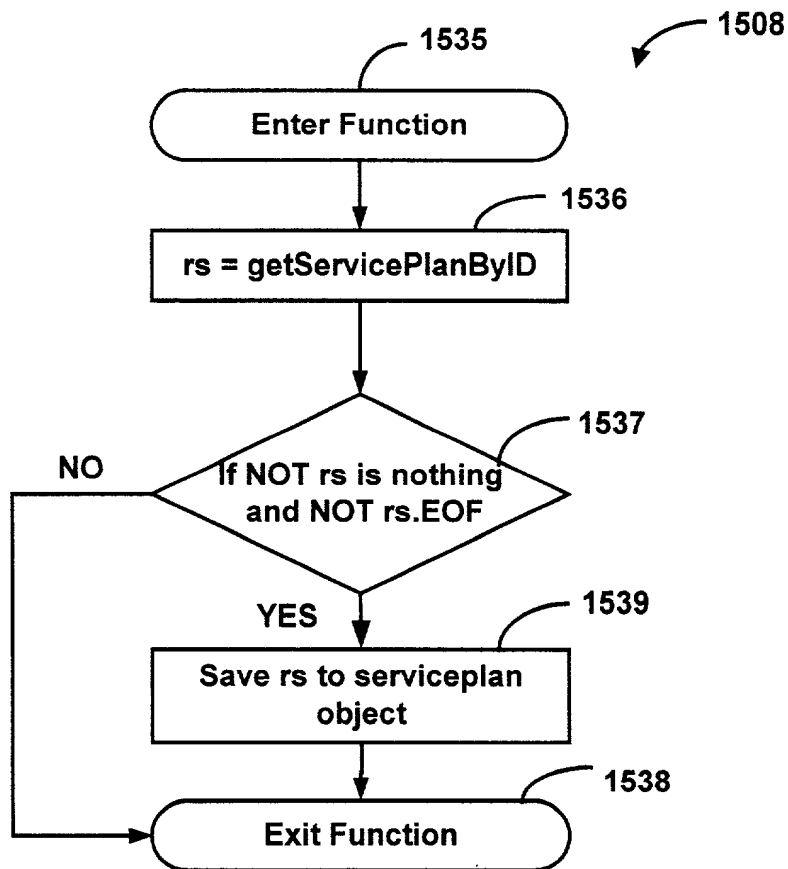 1508
1535
Enter Function
1536
rs = getServicePlanByID
1537
NO
If NOT rs is nothing
and NOT rs.EOF
YES
1539
Save rs to serviceplan
object
1538
Exit Function